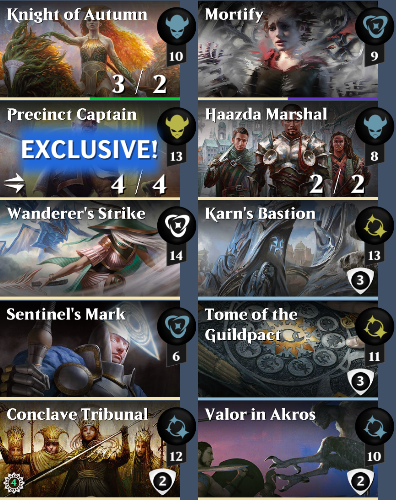 Knight of Autumn
10
3 / 2
Mortify
9
Precinct Captain
EXCLUSIVE!
13
4 / 4
Haazda Marshal
8
2 / 2
Wanderer's Strike
14
Karn's Bastion
13
3
Sentinel's Mark
6
Tome of the
Guildpact
11
3
Conclave Tribunal
12
4
2
Valor in Akros
10
2